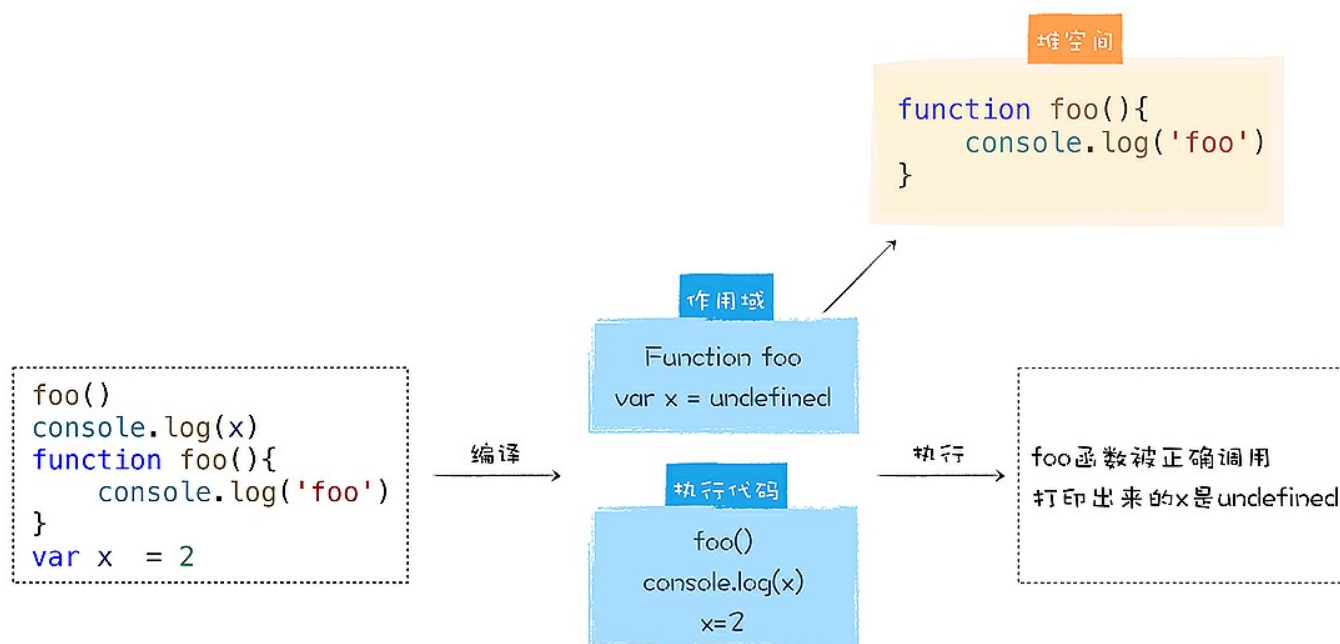 堆空间
function foo(){
    console.log('foo')
}
作用域
Function foo
var x = undefined
foo()
console.log(x)
function foo(){
    console.log('foo')
}
var x  = 2
编译
执行代码
foo()
console.log(x)
x=2
执行
foo函数被正确调用
打印出来的x是undefined